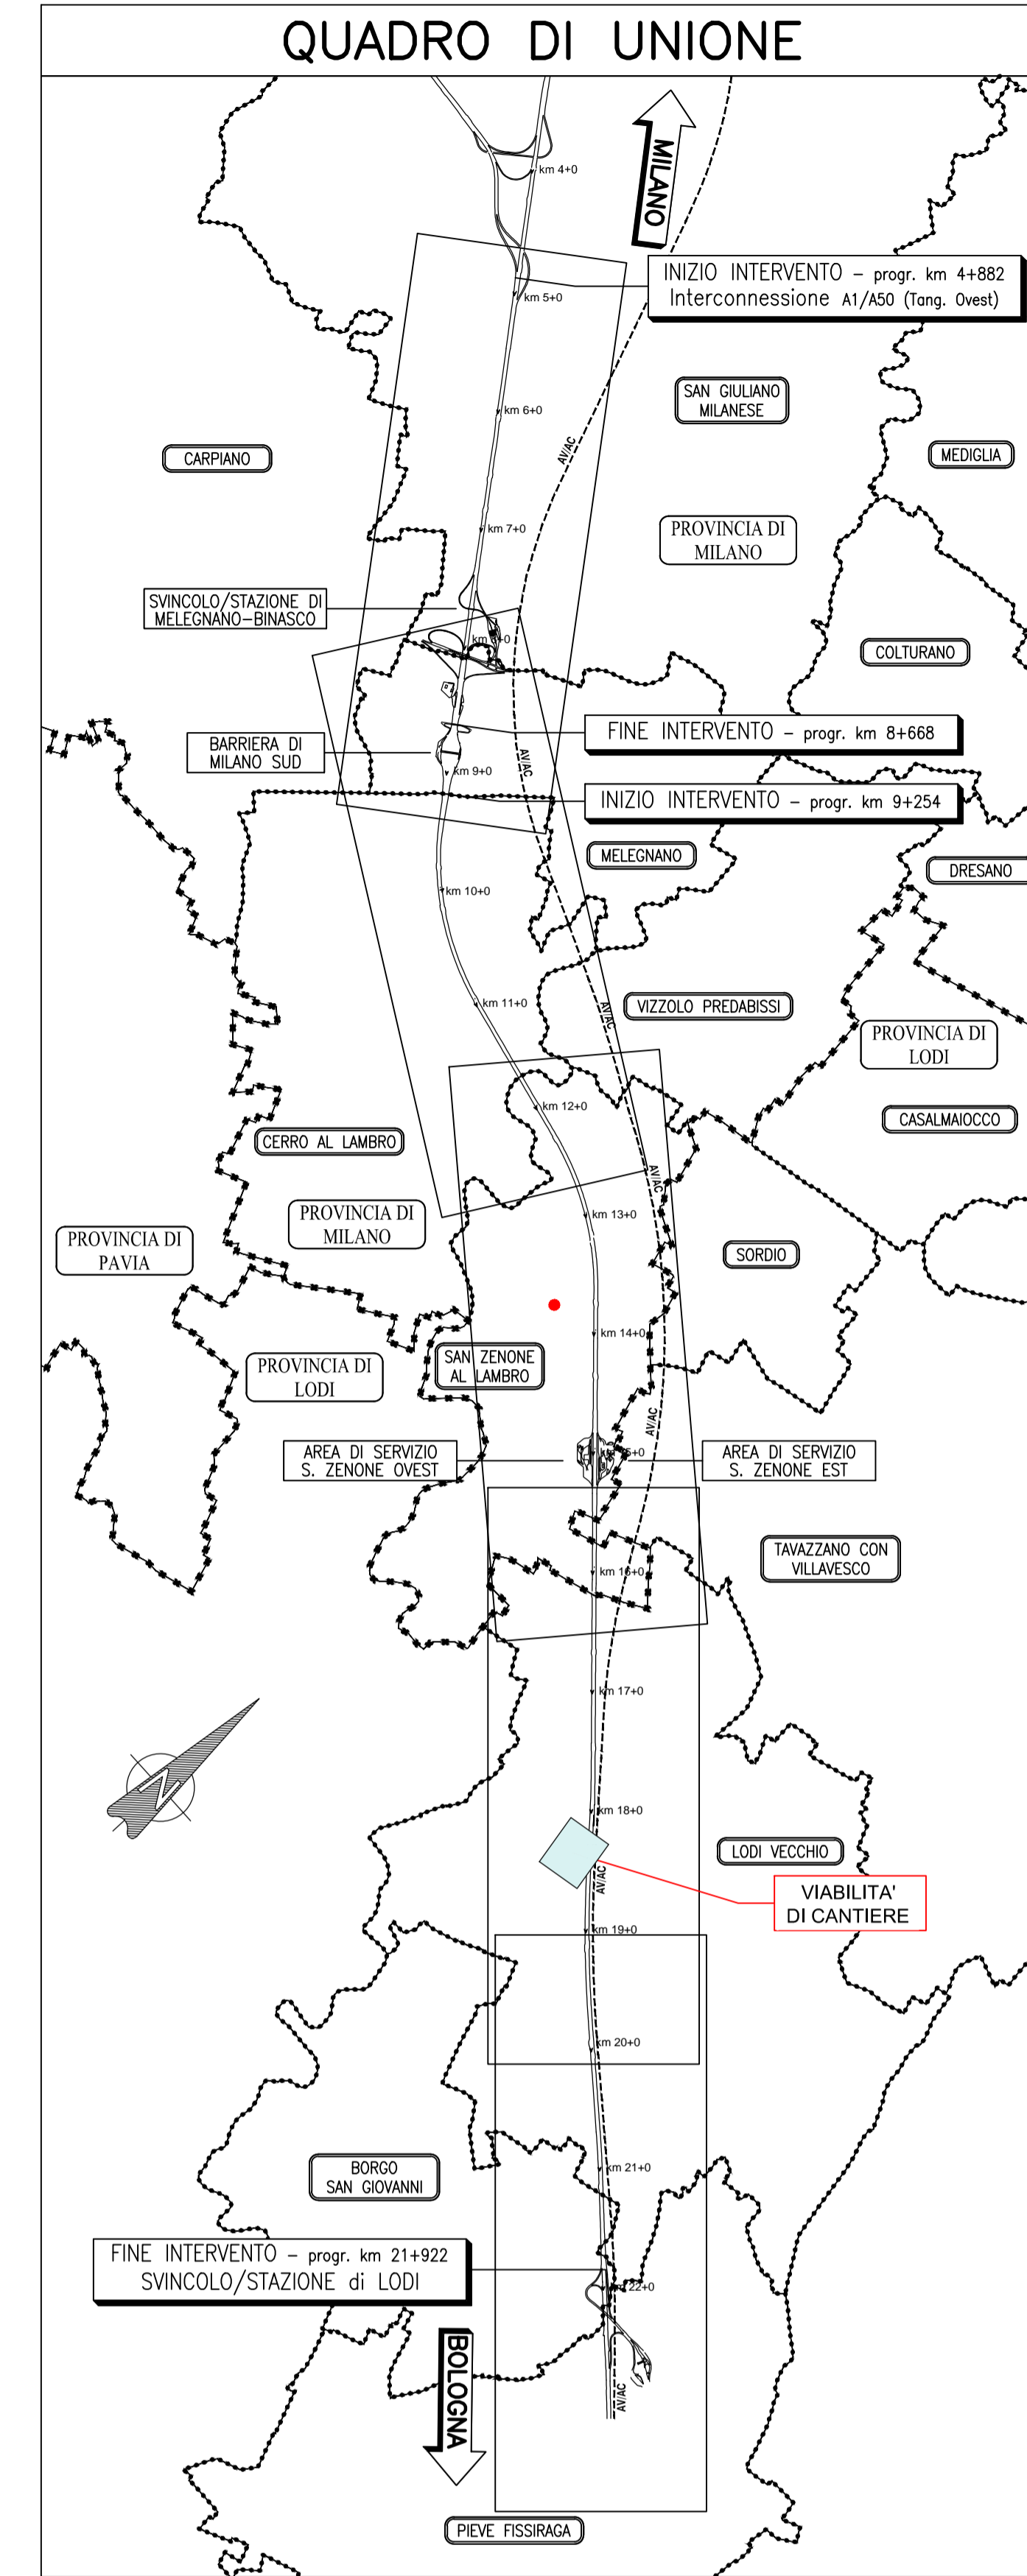 QUADRO DI UNIONE
MILANO
km 4+0
INIZIO INTERVENTO – progr. km 4+882
Interconnessione A1/A50 (Tang. Ovest)
km 5+0
SAN GIULIANO
MILANESE
km 6+0
AV/AC
CARPIANO
MEDIGLIA
km 7+0
PROVINCIA DI
MILANO
SVINCOLO/STAZIONE DI
MELEGNANO–BINASCO
COLTURANO
FINE INTERVENTO – progr. km 8+668
BARRIERA DI
MILANO SUD
AV/AC
km 9+0
INIZIO INTERVENTO – progr. km 9+254
MELEGNANO
DRESANO
km 10+0
km 11+0
AV/AC
VIZZOLO PREDABISSI
PROVINCIA DI
LODI
km 12+0
CASALMAIOCCO
CERRO AL LAMBRO
AV/AC
PROVINCIA DI
MILANO
km 13+0
PROVINCIA DI
PAVIA
SORDIO
km 14+0
SAN ZENONE
AL LAMBRO
PROVINCIA DI
LODI
AV/AC
AREA DI SERVIZIO
S. ZENONE OVEST
AREA DI SERVIZIO
S. ZENONE EST
TAVAZZANO CON
VILLAVESCO
km 16+0
km 17+0
N
km 18+0
LODI VECCHIO
AV/AC
VIABILITA'
DI CANTIERE
km 19+0
km 20+0
km 21+0
BORGO
SAN GIOVANNI
FINE INTERVENTO – progr. km 21+922
SVINCOLO/STAZIONE di LODI
km 22+0
BOLOGNA
AV/AC
PIEVE FISSIRAGA